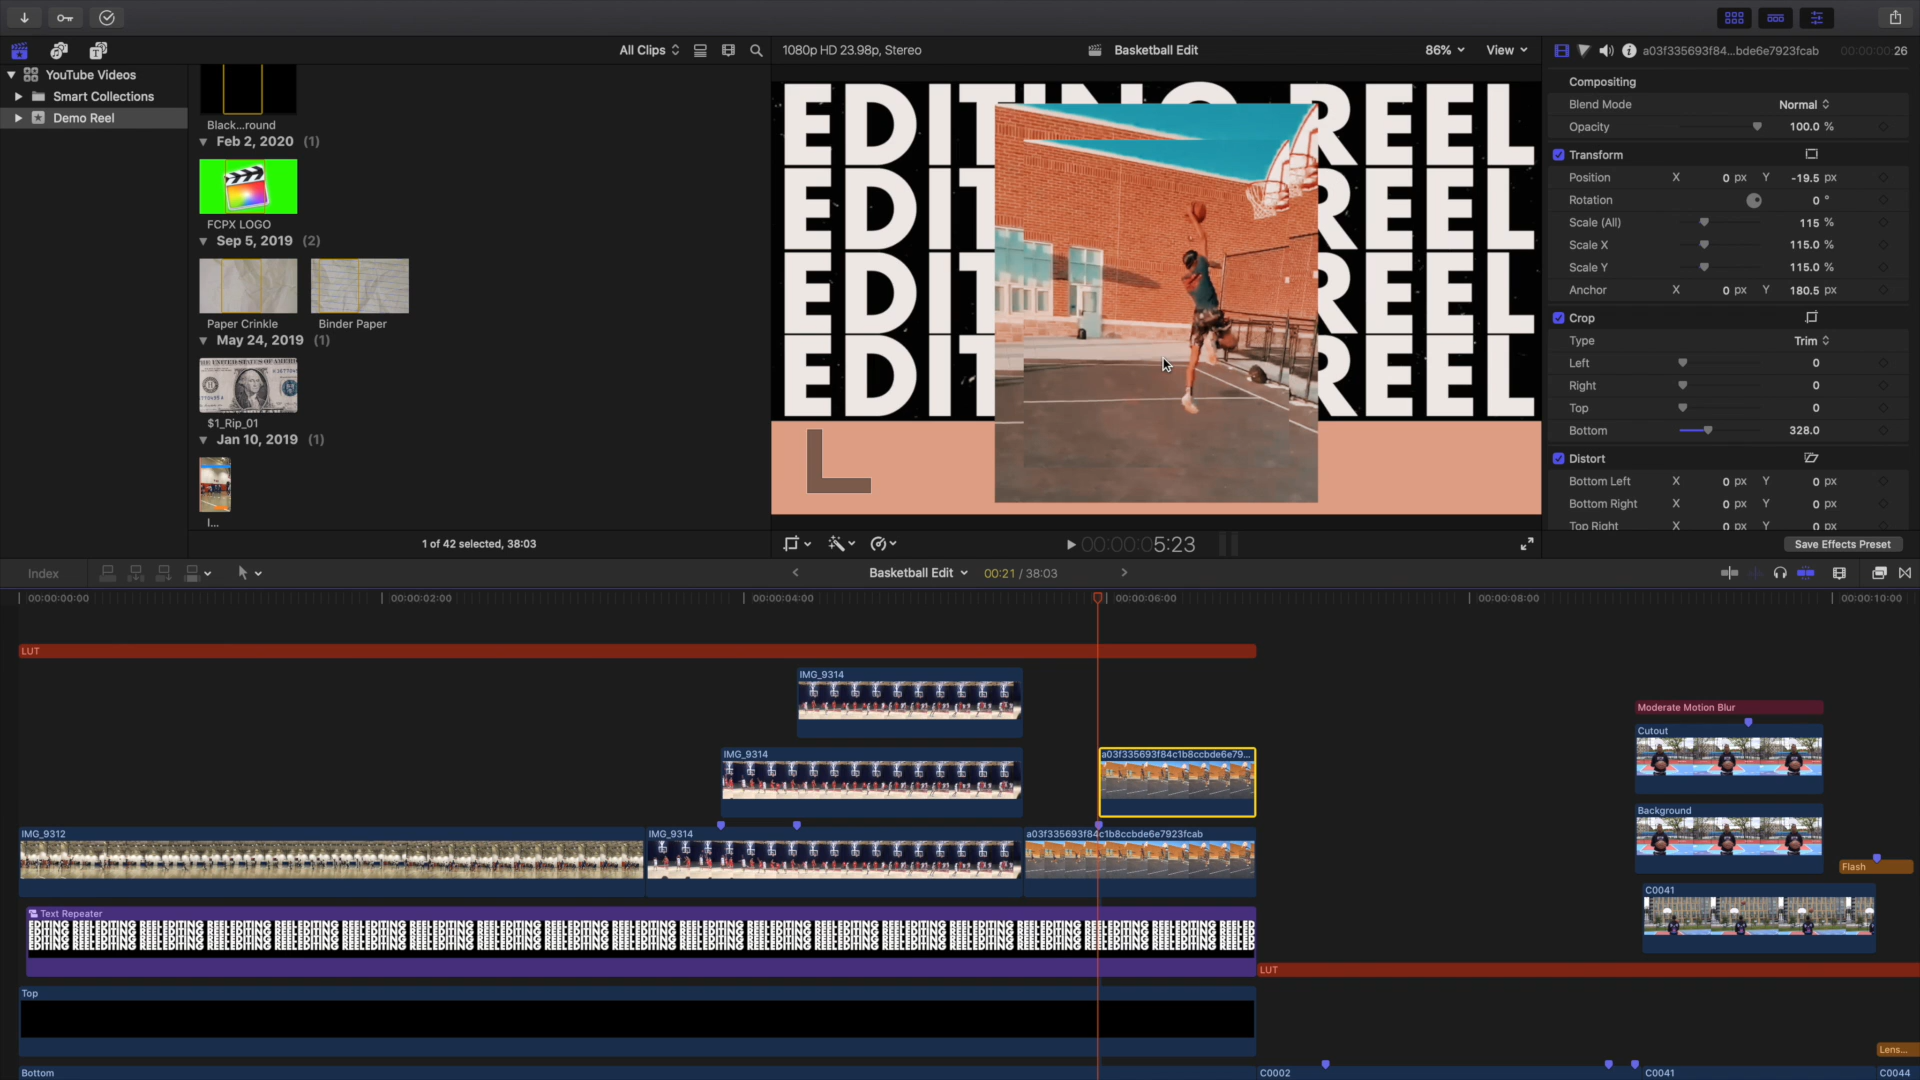 All Clips
1080p HD 23.98p, Stereo
Basketball Edit
86%
View
a03f335693f84...bde6e7923fcab
00:00:00:26
YouTube Videos
Smart Collections
Demo Reel
Black...round
Feb 2, 2020 (1)
FCPX LOGO
Sep 5, 2019 (2)
Paper Crinkle
Binder Paper
May 24, 2019 (1)
$1_Rip_01
Jan 10, 2019 (1)
I...
1 of 42 selected, 38:03
EDITING REEL
EDITING REEL
EDITING REEL
EDITING REEL
00:00:05:23
Compositing
Blend Mode Normal
Opacity 100.0 %
Transform
Position X 0 px Y -19.5 px
Rotation 0 °
Scale (All) 115 %
Scale X 115.0 %
Scale Y 115.0 %
Anchor X 0 px Y 180.5 px
Crop
Type Trim
Left 0
Right 0
Top 0
Bottom 328.0
Distort
Bottom Left X 0 px Y 0 px
Bottom Right X 0 px Y 0 px
Top Right X 0 px Y 0 px
Save Effects Preset
Index
Basketball Edit
00:21 / 38:03
00:00:00:00
00:00:02:00
00:00:04:00
00:00:06:00
00:00:08:00
00:00:10:00
LUT
IMG_9314
Moderate Motion Blur
Cutout
IMG_9314
a03f335693f84c1b8ccbde6e79...
Background
IMG_9312
IMG_9314
a03f335693f84c1b8ccbde6e7923fcab
Flash
C0041
Text Repeater
LUT
Top
Lens...
Bottom
C0002
C0041
C0044